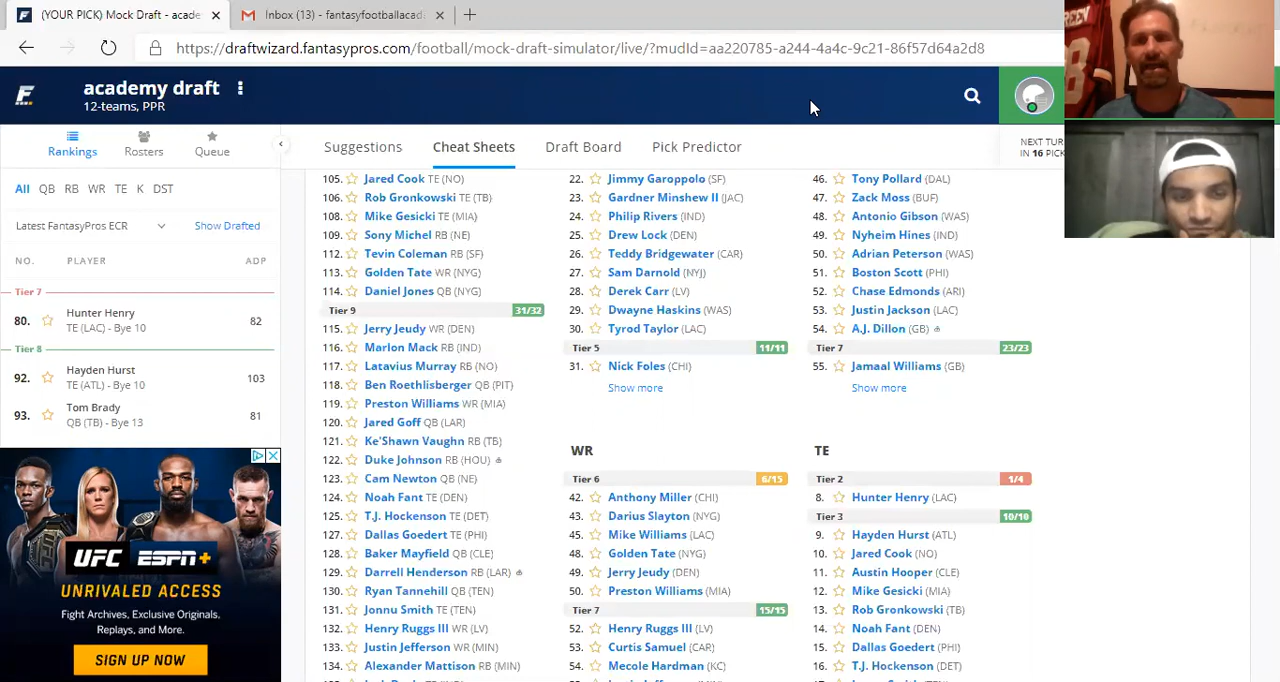 (YOUR PICK) Mock Draft - acade
Inbox (13) - fantasyfootballacad
https://draftwizard.fantasypros.com/football/mock-draft-simulator/live/?mudId=aa220785-a244-4a4c-9c21-86f57d64a2d8
academy draft
12-teams, PPR
Rankings
Rosters
Queue
Suggestions
Cheat Sheets
Draft Board
Pick Predictor
NEXT TUR
IN 16 PICK
All QB RB WR TE K DST
Latest FantasyPros ECR
Show Drafted
NO. PLAYER ADP
Tier 7
80. Hunter Henry 82
TE (LAC) - Bye 10
Tier 8
92. Hayden Hurst 103
TE (ATL) - Bye 10
93. Tom Brady 81
QB (TB) - Bye 13
UFC ESPN+
UNRIVALED ACCESS
Fight Archives, Exclusive Originals,
Replays, and More.
SIGN UP NOW
105. Jared Cook TE (NO)
106. Rob Gronkowski TE (TB)
108. Mike Gesicki TE (MIA)
109. Sony Michel RB (NE)
112. Tevin Coleman RB (SF)
113. Golden Tate WR (NYG)
114. Daniel Jones QB (NYG)
Tier 9 31/32
115. Jerry Jeudy WR (DEN)
116. Marlon Mack RB (IND)
117. Latavius Murray RB (NO)
118. Ben Roethlisberger QB (PIT)
119. Preston Williams WR (MIA)
120. Jared Goff QB (LAR)
121. Ke'Shawn Vaughn RB (TB)
122. Duke Johnson RB (HOU)
123. Cam Newton QB (NE)
124. Noah Fant TE (DEN)
125. T.J. Hockenson TE (DET)
127. Dallas Goedert TE (PHI)
128. Baker Mayfield QB (CLE)
129. Darrell Henderson RB (LAR)
130. Ryan Tannehill QB (TEN)
131. Jonnu Smith TE (TEN)
132. Henry Ruggs III WR (LV)
133. Justin Jefferson WR (MIN)
134. Alexander Mattison RB (MIN)
22. Jimmy Garoppolo (SF)
23. Gardner Minshew II (JAC)
24. Philip Rivers (IND)
25. Drew Lock (DEN)
26. Teddy Bridgewater (CAR)
27. Sam Darnold (NYJ)
28. Derek Carr (LV)
29. Dwayne Haskins (WAS)
30. Tyrod Taylor (LAC)
Tier 5 11/11
31. Nick Foles (CHI)
Show more
46. Tony Pollard (DAL)
47. Zack Moss (BUF)
48. Antonio Gibson (WAS)
49. Nyheim Hines (IND)
50. Adrian Peterson (WAS)
51. Boston Scott (PHI)
52. Chase Edmonds (ARI)
53. Justin Jackson (LAC)
54. A.J. Dillon (GB)
Tier 7 23/23
55. Jamaal Williams (GB)
Show more
WR
Tier 6 6/15
42. Anthony Miller (CHI)
43. Darius Slayton (NYG)
45. Mike Williams (LAC)
48. Golden Tate (NYG)
49. Jerry Jeudy (DEN)
50. Preston Williams (MIA)
Tier 7 15/15
52. Henry Ruggs III (LV)
53. Curtis Samuel (CAR)
54. Mecole Hardman (KC)
TE
Tier 2 1/4
8. Hunter Henry (LAC)
Tier 3 10/10
9. Hayden Hurst (ATL)
10. Jared Cook (NO)
11. Austin Hooper (CLE)
12. Mike Gesicki (MIA)
13. Rob Gronkowski (TB)
14. Noah Fant (DEN)
15. Dallas Goedert (PHI)
16. T.J. Hockenson (DET)